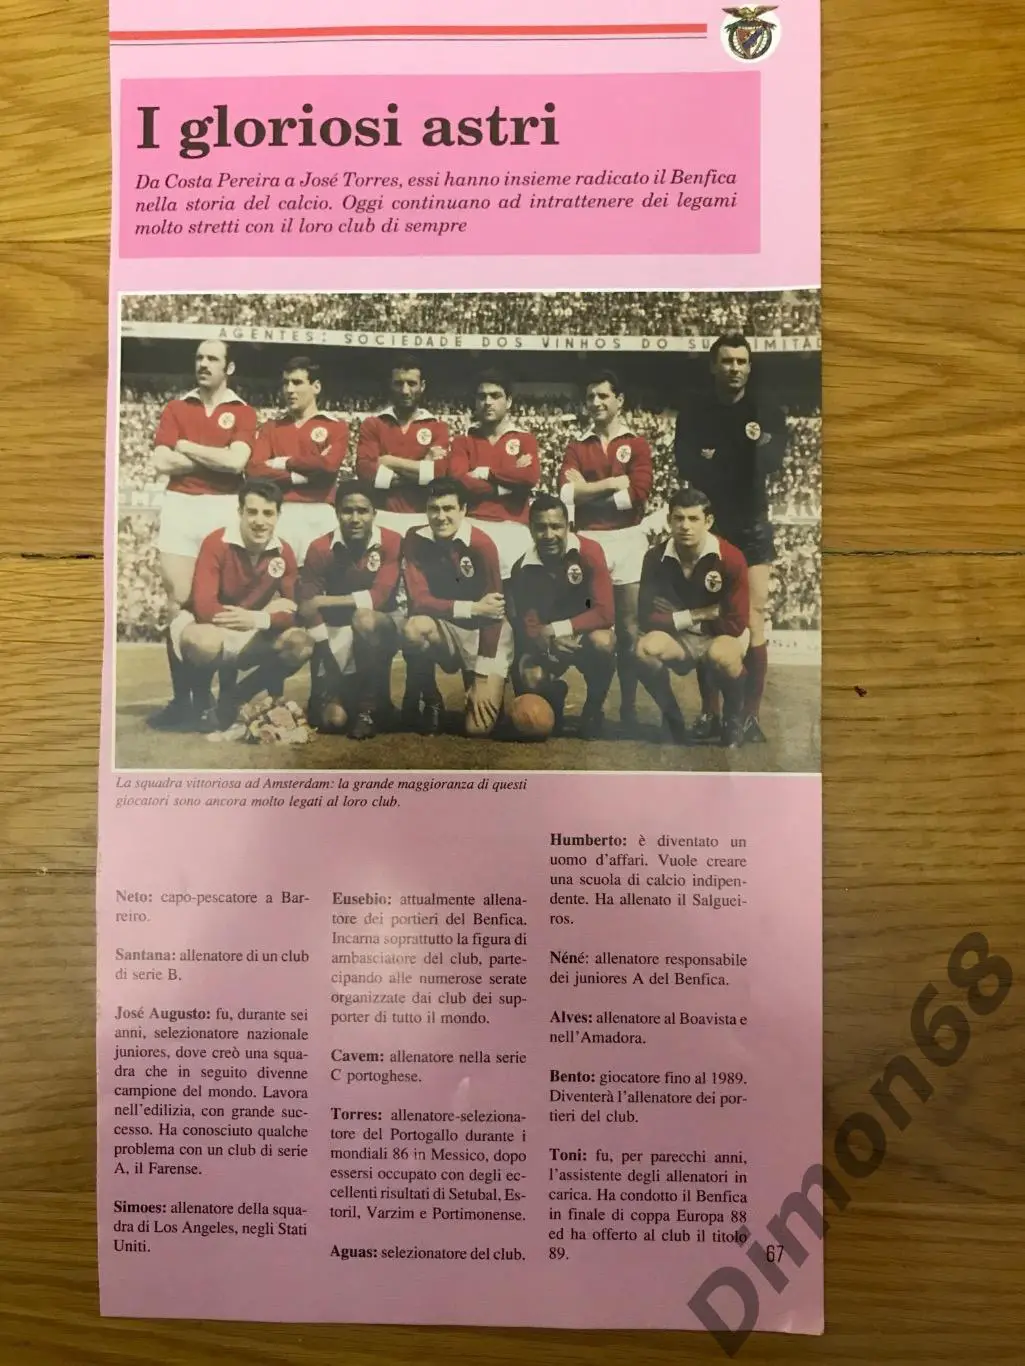 I gloriosi astri
Da Costa Pereira a José Torres, essi hanno insieme radicato il Benfica
nella storia del calcio. Oggi continuano ad intrattenere dei legami
molto stretti con il loro club di sempre
AGENTES: SOCIEDADE DOS VINHOS DO SU IMITAD
La squadra vittoriosa ad Amsterdam: la grande maggioranza di questi
giocatori sono ancora molto legati al loro club.
Neto: capo-pescatore a Bar-
reiro.
Santana: allenatore di un club
di serie B.
José Augusto: fu, durante sei
anni, selezionatore nazionale
juniores, dove creò una squa-
dra che in seguito divenne
campione del mondo. Lavora
nell'edilizia, con grande suc-
cesso. Ha conosciuto qualche
problema con un club di serie
A, il Farense.
Simoes: allenatore della squa-
dra di Los Angeles, negli Stati
Uniti.
Eusebio: attualmente allena-
tore dei portieri del Benfica.
Incarna soprattutto la figura di
ambasciatore del club, parte-
cipando alle numerose serate
organizzate dai club dei sup-
porter di tutto il mondo.
Cavem: allenatore nella serie
C portoghese.
Torres: allenatore-seleziona-
tore del Portogallo durante i
mondiali 86 in Messico, dopo
essersi occupato con degli ec-
cellenti risultati di Setubal, Es-
toril, Varzim e Portimonense.
Aguas: selezionatore del club.
Humberto: è diventato un
uomo d'affari. Vuole creare
una scuola di calcio indipen-
dente. Ha allenato il Salguei-
ros.
Néné: allenatore responsabile
dei juniores A del Benfica.
Alves: allenatore al Boavista e
nell'Amadora.
Bento: giocatore fino al 1989.
Diventerà l'allenatore dei por-
tieri del club.
Toni: fu, per parecchi anni,
l'assistente degli allenatori in
carica. Ha condotto il Benfica
in finale di coppa Europa 88
ed ha offerto al club il titolo
89.
67
Dimon68